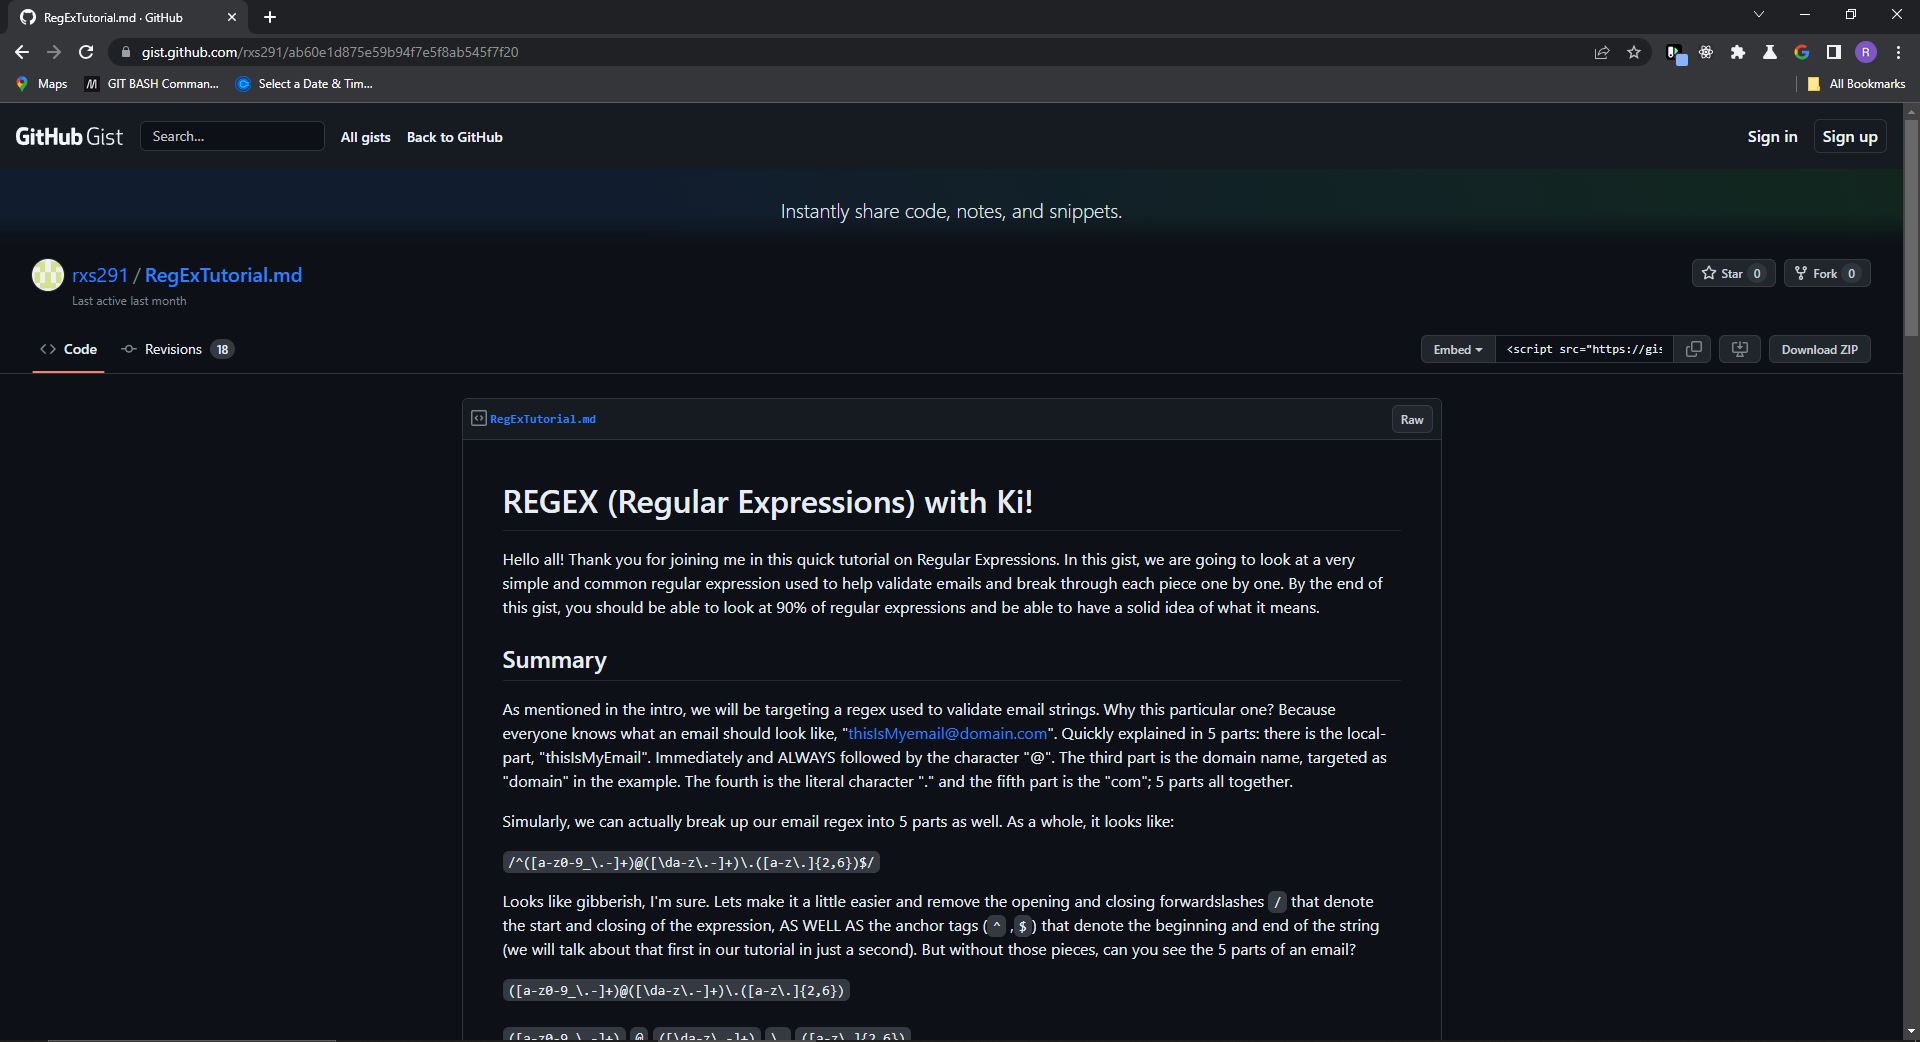 RegExTutorial.md · GitHub
gist.github.com/rxs291/ab60e1d875e59b94f7e5f8ab545f7f20
R
Maps
GIT BASH Comman...
Select a Date & Tim...
All Bookmarks
GitHub Gist
Search...
All gists
Back to GitHub
Sign in
Sign up
Instantly share code, notes, and snippets.
rxs291 / RegExTutorial.md
Last active last month
Star 0
Fork 0
Code
Revisions 18
Embed
<script src="https://gis
Download ZIP
RegExTutorial.md
Raw
REGEX (Regular Expressions) with Ki!
Hello all! Thank you for joining me in this quick tutorial on Regular Expressions. In this gist, we are going to look at a very
simple and common regular expression used to help validate emails and break through each piece one by one. By the end of
this gist, you should be able to look at 90% of regular expressions and be able to have a solid idea of what it means.
Summary
As mentioned in the intro, we will be targeting a regex used to validate email strings. Why this particular one? Because
everyone knows what an email should look like, "thisIsMyemail@domain.com". Quickly explained in 5 parts: there is the local-
part, "thisIsMyEmail". Immediately and ALWAYS followed by the character "@". The third part is the domain name, targeted as
"domain" in the example. The fourth is the literal character "." and the fifth part is the "com"; 5 parts all together.
Simularly, we can actually break up our email regex into 5 parts as well. As a whole, it looks like:
/^([a-z0-9_\.-]+)@([\da-z\.-]+)\.([a-z\.]{2,6})$/
Looks like gibberish, I'm sure. Lets make it a little easier and remove the opening and closing forwardslashes / that denote
the start and closing of the expression, AS WELL AS the anchor tags ( ^ , $ ) that denote the beginning and end of the string
(we will talk about that first in our tutorial in just a second). But without those pieces, can you see the 5 parts of an email?
([a-z0-9_\.-]+)@([\da-z\.-]+)\.([a-z\.]{2,6})
([a-z0-9_\.-]+) @ ([\da-z\.-]+) \. ([a-z\.]{2,6})